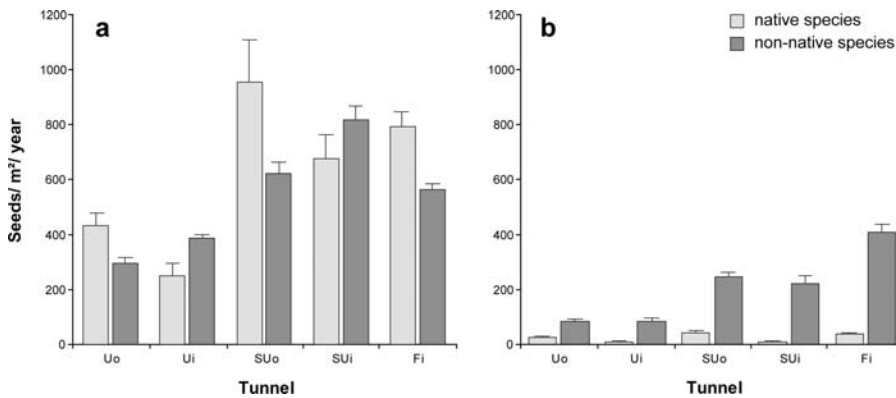 a
Seeds/ m²/ year
1200
1000
800
600
400
200
0
Uo Ui SUo SUi Fi
Tunnel
b
native species
non-native species
1200
1000
800
600
400
200
0
Uo Ui SUo SUi Fi
Tunnel